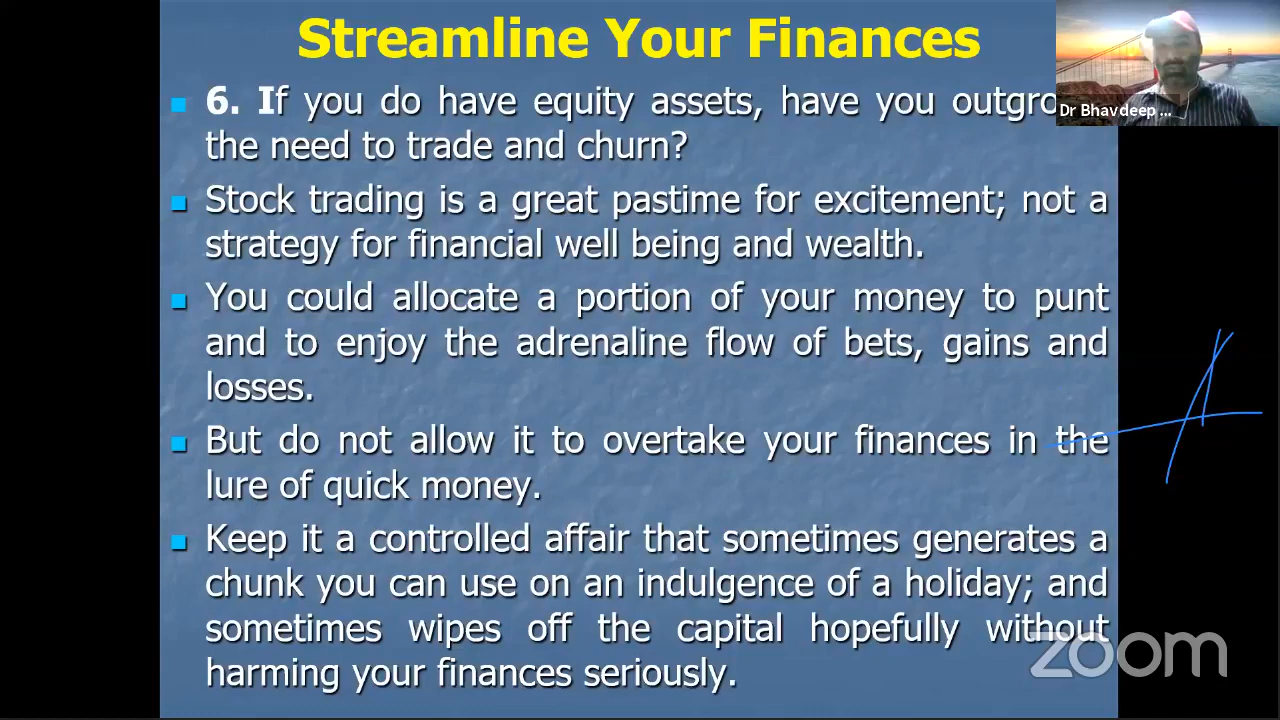 Streamline Your Finances
6. If you do have equity assets, have you
the need to trade and churn?
Stock trading is a great pastime for excitement; not a
strategy for financial well being and wealth.
You could allocate a portion of your money to punt
and to enjoy the adrenaline flow of bets, gains and
losses.
But do not allow it to overtake your finances in the
lure of quick money.
Keep it a controlled affair that sometimes generates a
chunk you can use on an indulgence of a holiday; and
sometimes wipes off the capital hopefully without
harming your finances seriously.
Dr Bhavdeep ...
zoom